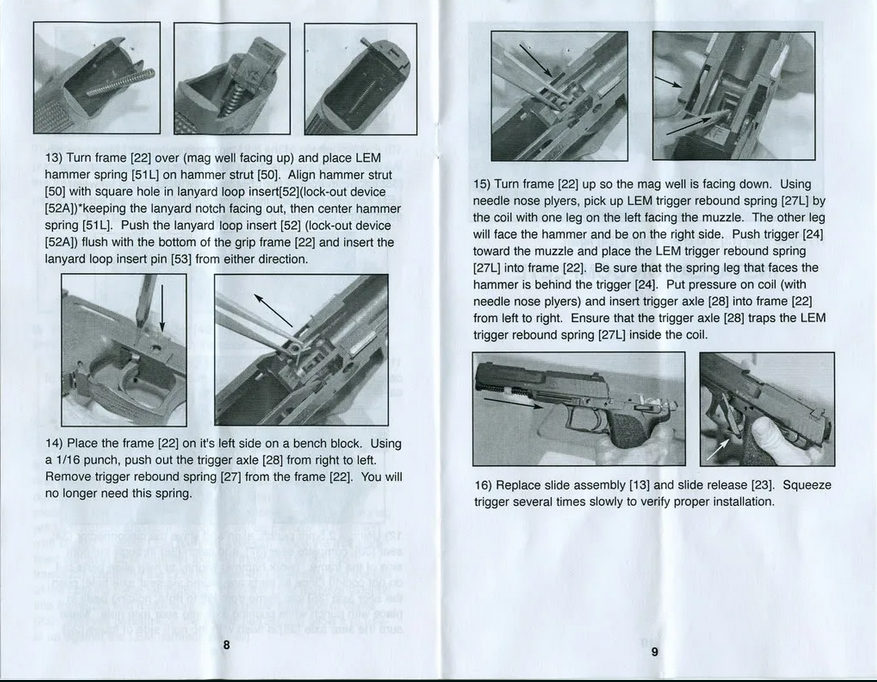 13) Turn frame [22] over (mag well facing up) and place LEM
hammer spring [51L] on hammer strut [50].  Align hammer strut
[50] with square hole in lanyard loop insert[52](lock-out device
[52A])*keeping the lanyard notch facing out, then center hammer
spring [51L].  Push the lanyard loop insert [52] (lock-out device
[52A]) flush with the bottom of the grip frame [22] and insert the
lanyard loop insert pin [53] from either direction.
14) Place the frame [22] on it's left side on a bench block.  Using
a 1/16 punch, push out the trigger axle [28] from right to left.
Remove trigger rebound spring [27] from the frame [22].  You will
no longer need this spring.
8
15) Turn frame [22] up so the mag well is facing down.  Using
needle nose plyers, pick up LEM trigger rebound spring [27L] by
the coil with one leg on the left facing the muzzle.  The other leg
will face the hammer and be on the right side.  Push trigger [24]
toward the muzzle and place the LEM trigger rebound spring
[27L] into frame [22].  Be sure that the spring leg that faces the
hammer is behind the trigger [24].  Put pressure on coil (with
needle nose plyers) and insert trigger axle [28] into frame [22]
from left to right.  Ensure that the trigger axle [28] traps the LEM
trigger rebound spring [27L] inside the coil.
16) Replace slide assembly [13] and slide release [23].  Squeeze
trigger several times slowly to verify proper installation.
9